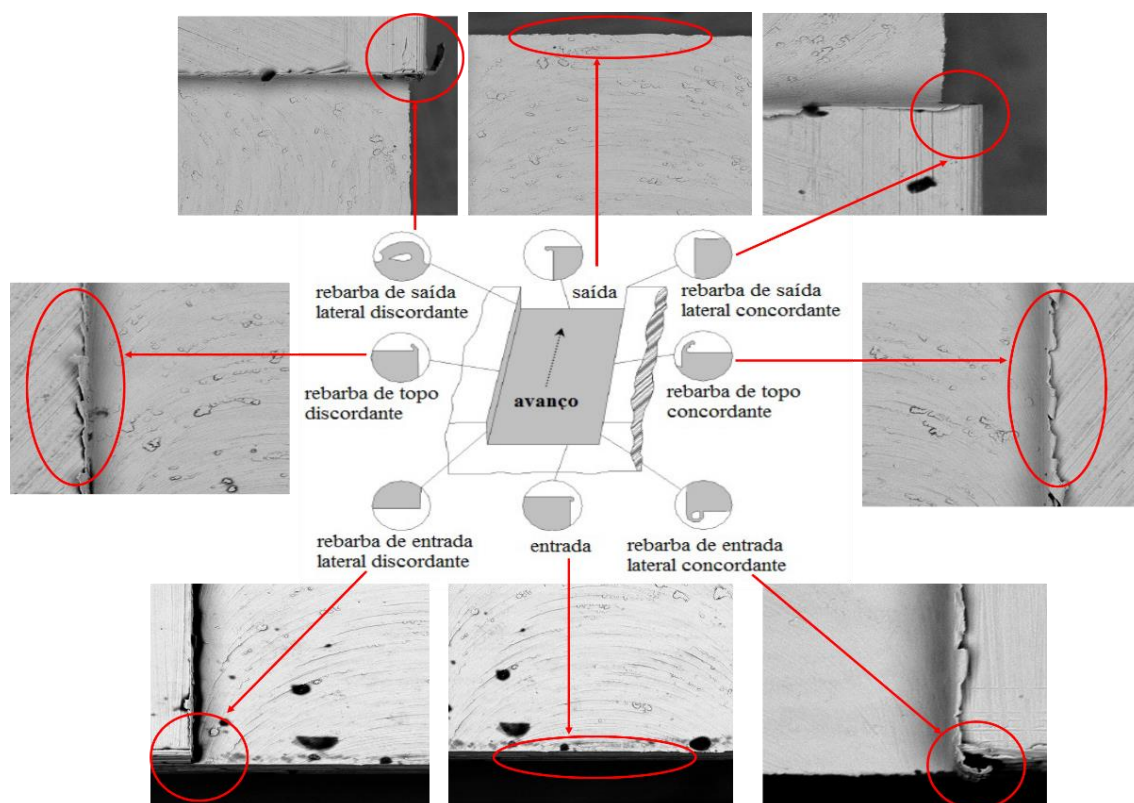 rebarba de saída
lateral discordante
saída
rebarba de saída
lateral concordante
rebarba de topo
discordante
avanço
rebarba de topo
concordante
rebarba de entrada
lateral discordante
entrada
rebarba de entrada
lateral concordante